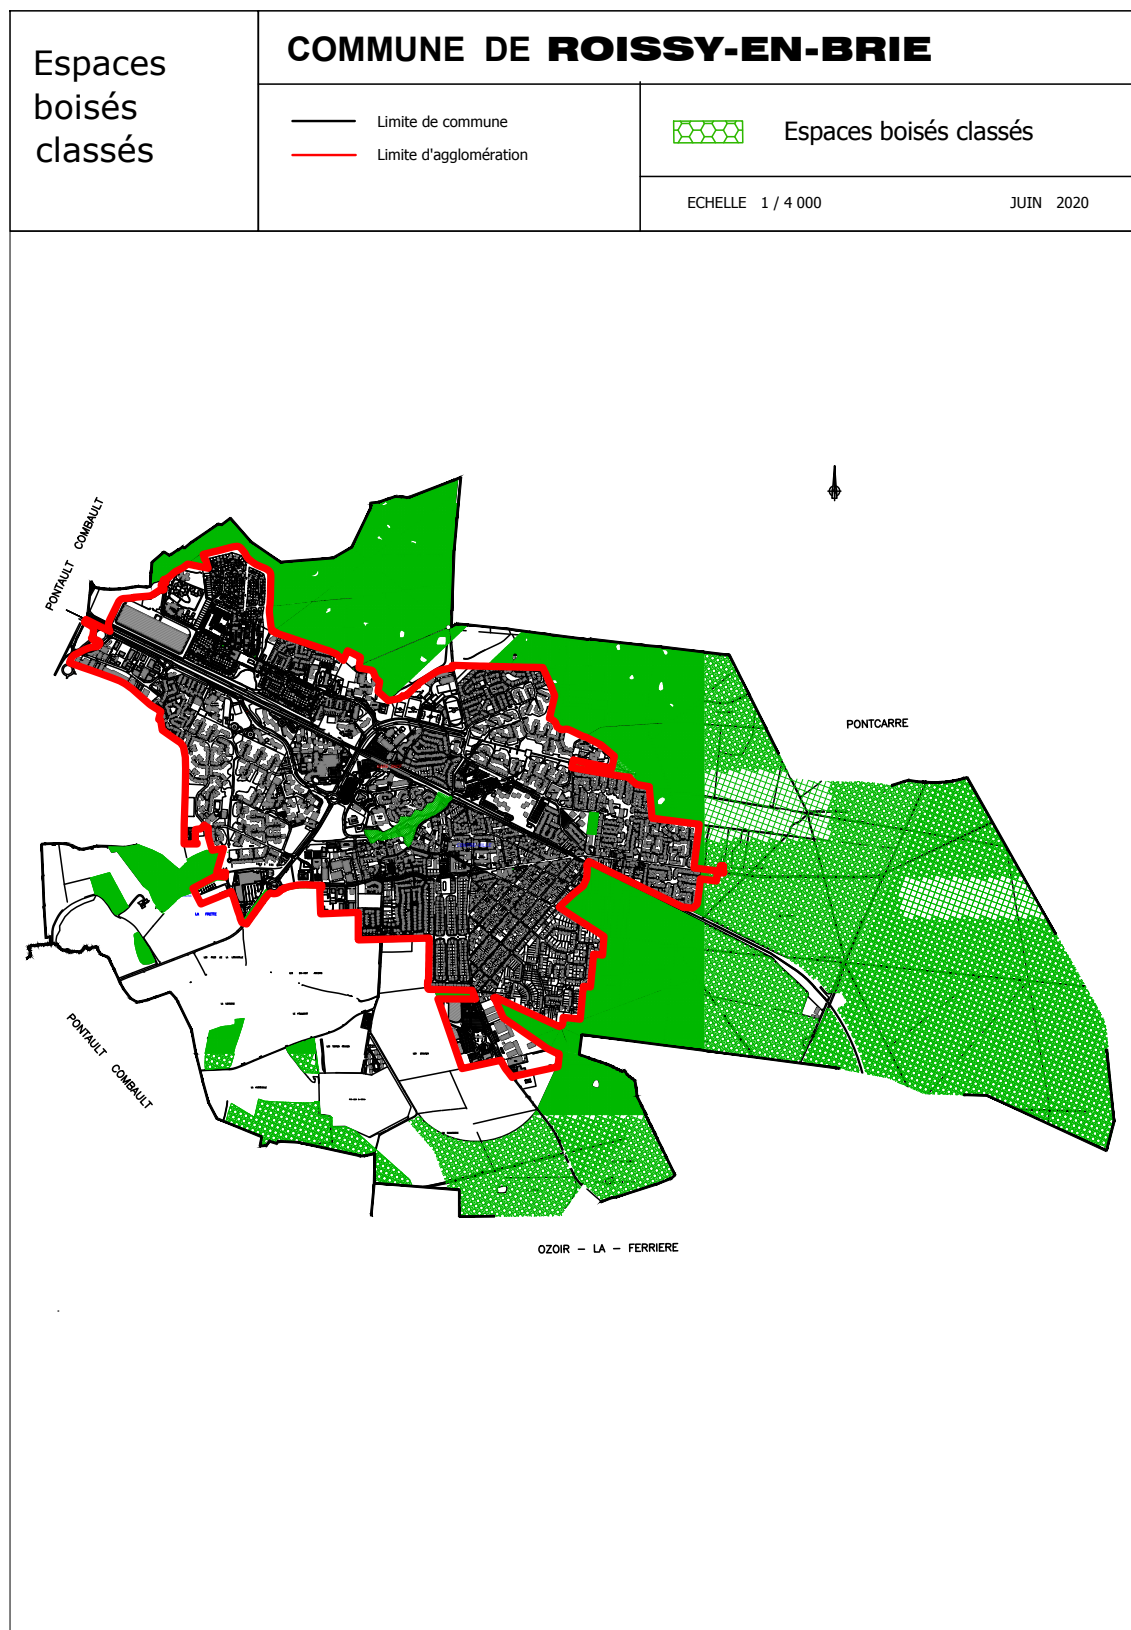 Espaces
boisés
classés
COMMUNE DE ROISSY-EN-BRIE
Limite de commune
Limite d'agglomération
Espaces boisés classés
ECHELLE 1 / 4 000
JUIN 2020
PONTAULT COMBAULT
PONTCARRE
LA
PONTAULT COMBAULT
OZOIR - LA - FERRIERE